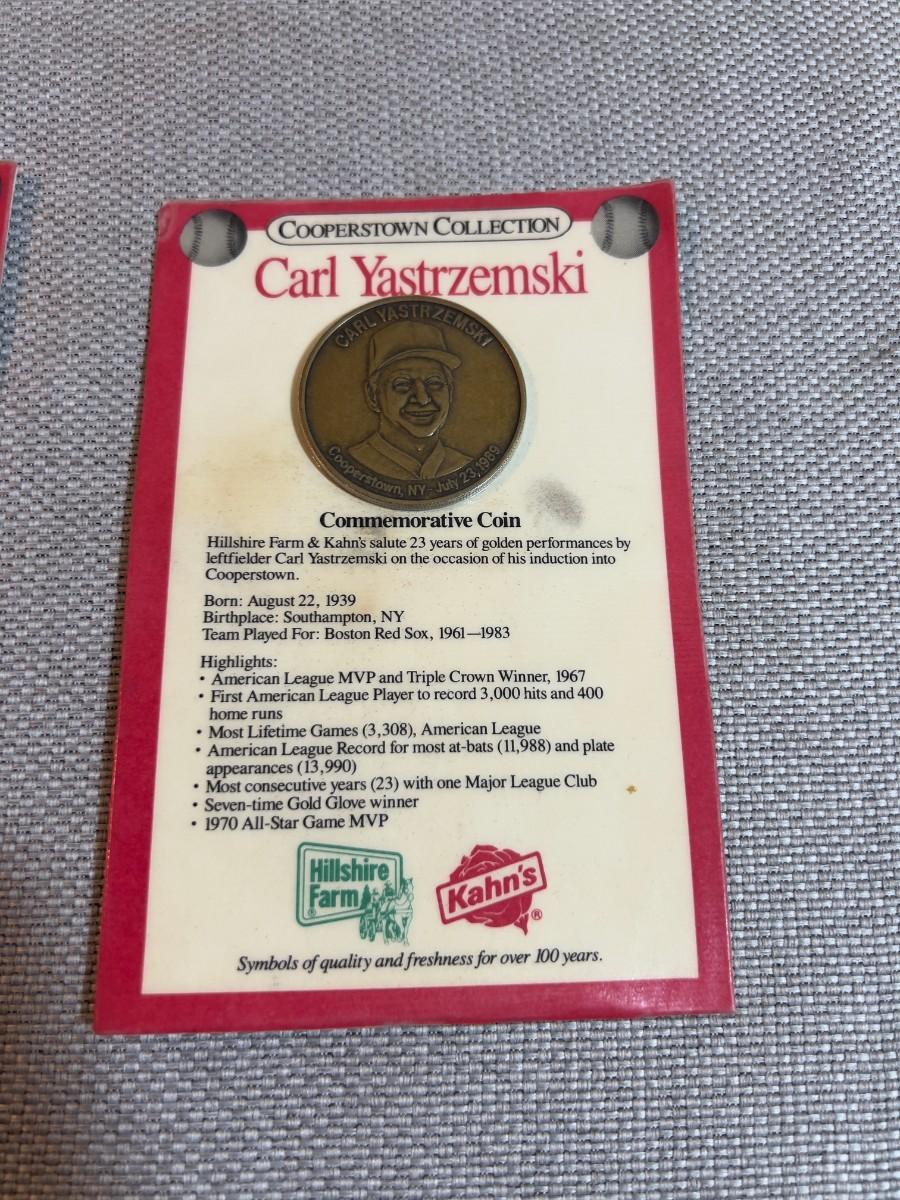 COOPERSTOWN COLLECTION
Carl Yastrzemski
CARL YASTRZEMSKI
Cooperstown, NY - July 23, 1989
Commemorative Coin
Hillshire Farm & Kahn's salute 23 years of golden performances by
leftfielder Carl Yastrzemski on the occasion of his induction into
Cooperstown.
Born: August 22, 1939
Birthplace: Southampton, NY
Team Played For: Boston Red Sox, 1961—1983
Highlights:
• American League MVP and Triple Crown Winner, 1967
• First American League Player to record 3,000 hits and 400
home runs
• Most Lifetime Games (3,308), American League
• American League Record for most at-bats (11,988) and plate
appearances (13,990)
• Most consecutive years (23) with one Major League Club
• Seven-time Gold Glove winner
• 1970 All-Star Game MVP
Hillshire
Farm
®
Kahn's
®
Symbols of quality and freshness for over 100 years.